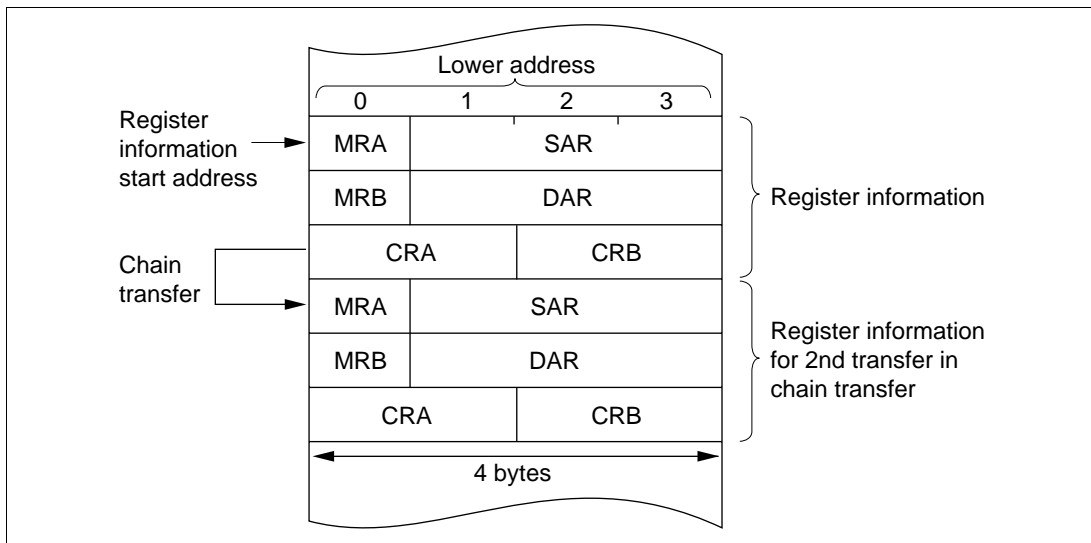 Lower address
0 1 2 3
Register
information
start address
MRA SAR
MRB DAR
Register information
CRA CRB
Chain
transfer
MRA SAR
MRB DAR
Register information
for 2nd transfer in
chain transfer
CRA CRB
4 bytes